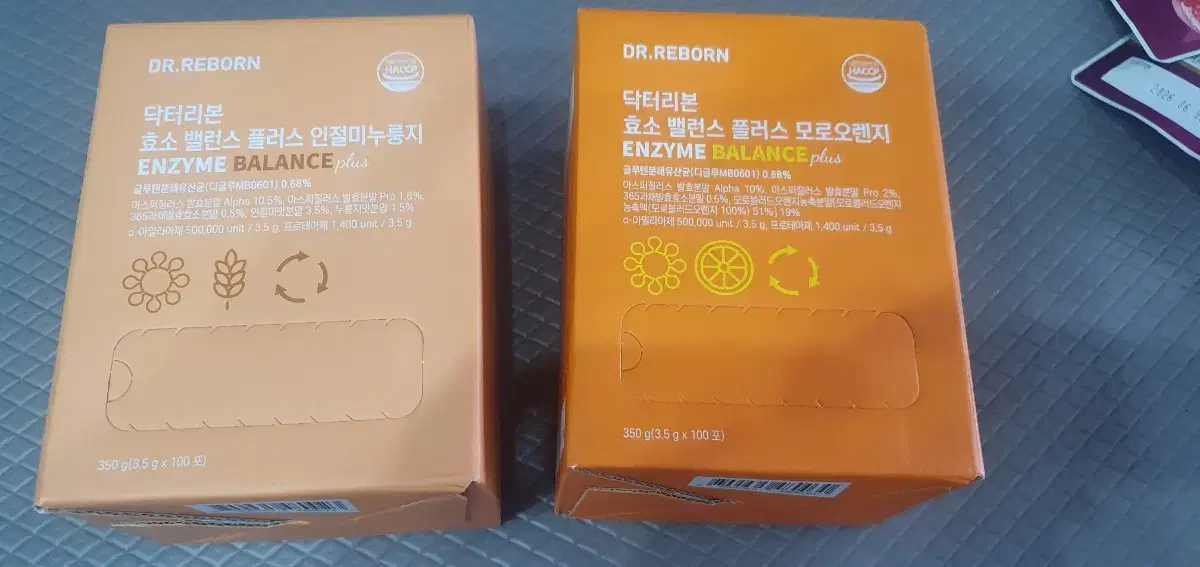 DR.REBORN
HACCP
닥터리본
효소 밸런스 플러스 인절미누룽지
ENZYME BALANCE plus
글루텐분해유산균(디글루MB0601) 0.68%
아스퍼질러스 발효분말 Alpha 10.5%, 아스퍼질러스 발효분말 Pro 1.8%,
365과채발효효소분말 0.5%, 인절미맛분말 3.5%, 누룽지맛분말 1.5%
α-아밀라아제 500,000 unit / 3.5 g, 프로테아제 1,400 unit / 3.5 g
350 g(3.5 g x 100 포)
DR.REBORN
HACCP
닥터리본
효소 밸런스 플러스 모로오렌지
ENZYME BALANCE plus
글루텐분해유산균(디글루MB0601) 0.68%
아스퍼질러스 발효분말 Alpha 10%, 아스퍼질러스 발효분말 Pro 2%,
365과채발효효소분말 0.5%, 모로블러드오렌지농축분말[모로블러드오렌지
농축액(모로블러드오렌지 100%) 51%] 19%
α-아밀라아제 500,000 unit / 3.5 g, 프로테아제 1,400 unit / 3.5 g
350 g(3.5 g x 100 포)
2026 06